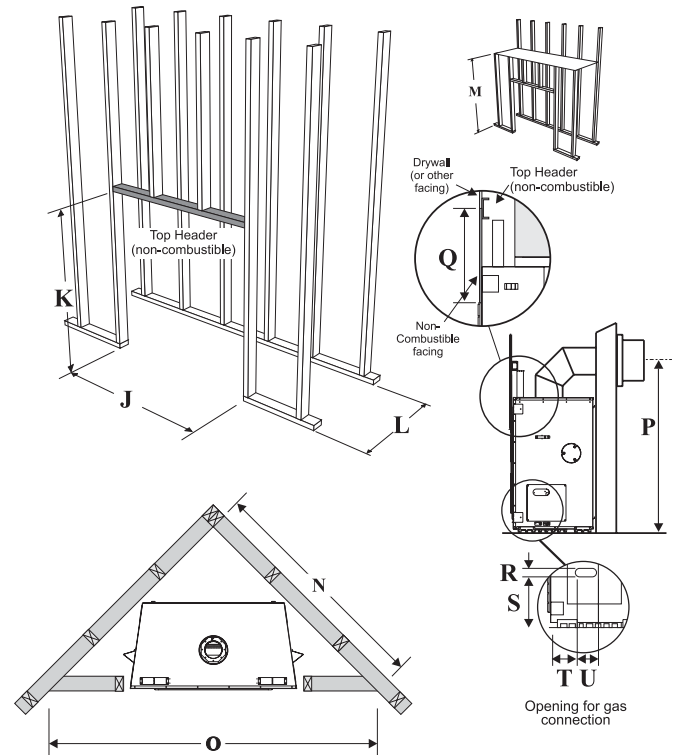 M
Drywall
(or other
facing)
Top Header
(non-combustible)
Top Header
(non-combustible)
Q
K
Non-
Combustible
facing
J
L
P
N
R
S
T U
Opening for gas
connection
O